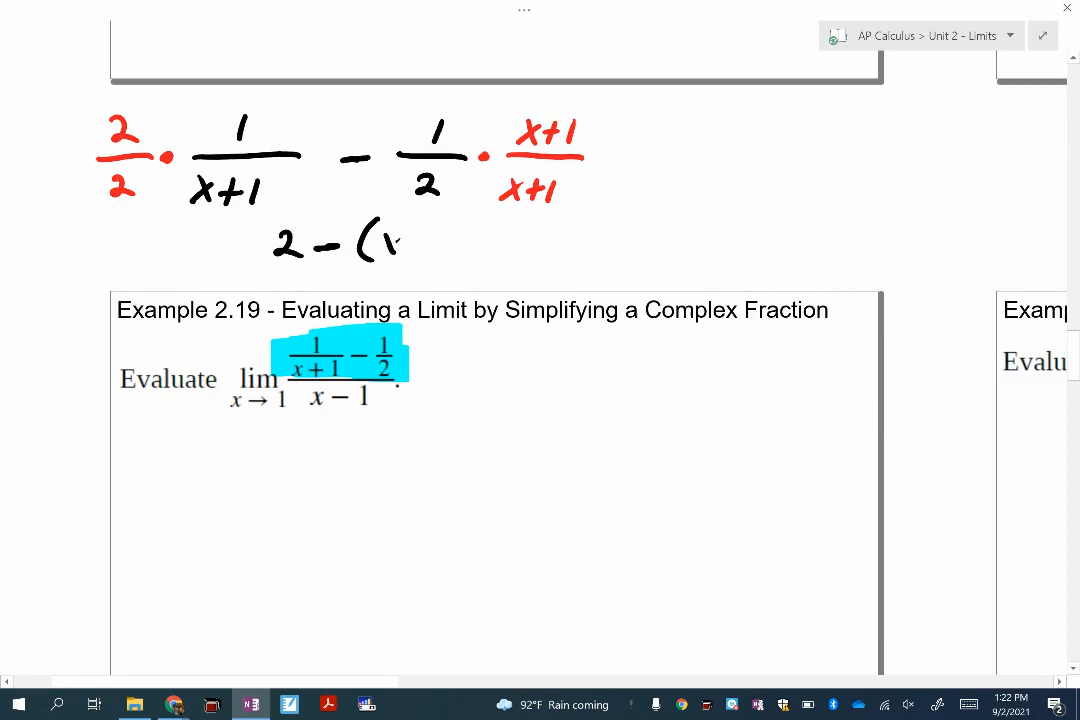 ...
AP Calculus > Unit 2 - Limits
2/2 · 1/(x+1) - 1/2 · (x+1)/(x+1)
2 - (x
Example 2.19 - Evaluating a Limit by Simplifying a Complex Fraction
Examp
Evaluate lim x → 1 (1/(x + 1) − 1/2)/(x − 1).
Evalu
92°F Rain coming
1:22 PM
9/2/2021
2